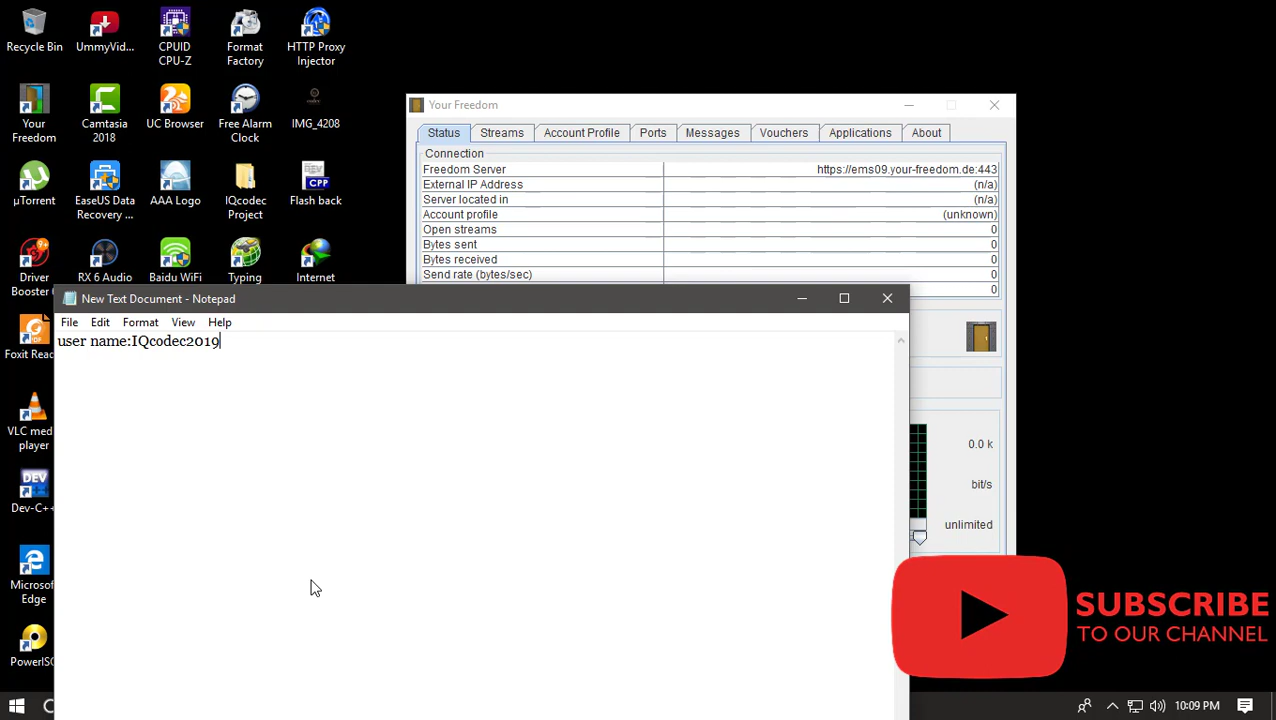 Recycle Bin
UmmyVid...
CPUID
CPU-Z
Format
Factory
HTTP Proxy
Injector
Your
Freedom
Camtasia
2018
UC Browser
Free Alarm
Clock
IMG_4208
µTorrent
EaseUS Data
Recovery ...
AAA Logo
IQcodec
Project
CPP
Flash back
Driver
Booster 6
RX 6 Audio
Baidu WiFi
Typing
Internet
Foxit Reac
VLC med
player
DEV
Dev-C++
Microsof
Edge
PowerISO
Your Freedom
Status
Streams
Account Profile
Ports
Messages
Vouchers
Applications
About
Connection
Freedom Server https://ems09.your-freedom.de:443
External IP Address (n/a)
Server located in (n/a)
Account profile (unknown)
Open streams 0
Bytes sent 0
Bytes received 0
Send rate (bytes/sec) 0
0
0.0 k
bit/s
unlimited
New Text Document - Notepad
File Edit Format View Help
user name:IQcodec2019
SUBSCRIBE
TO OUR CHANNEL
10:09 PM